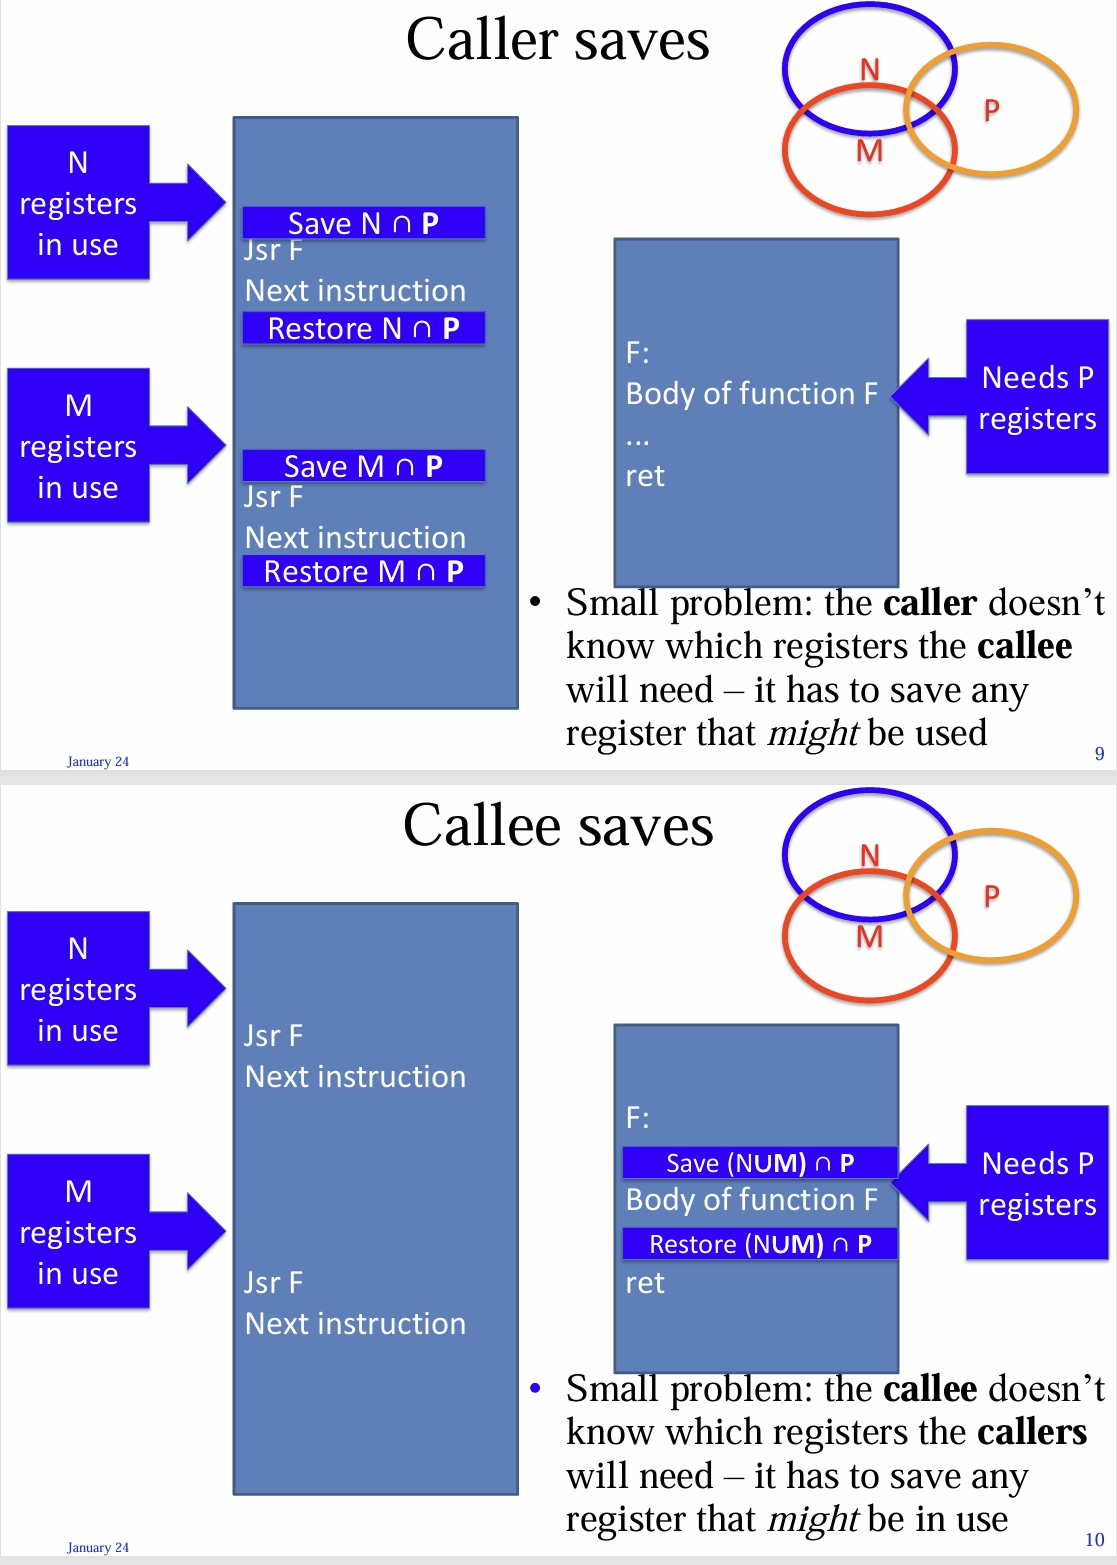 Caller saves
N
P
M
N
registers
in use
Save N ∩ P
Jsr F
Next instruction
Restore N ∩ P
M
registers
in use
Save M ∩ P
Jsr F
Next instruction
Restore M ∩ P
F:
Body of function F
...
ret
Needs P
registers
• Small problem: the caller doesn’t
know which registers the callee
will need – it has to save any
register that might be used
January 24
9
Callee saves
N
P
M
N
registers
in use
Jsr F
Next instruction
M
registers
in use
Jsr F
Next instruction
F:
Save (NUM) ∩ P
Body of function F
Restore (NUM) ∩ P
ret
Needs P
registers
• Small problem: the callee doesn’t
know which registers the callers
will need – it has to save any
register that might be in use
January 24
10